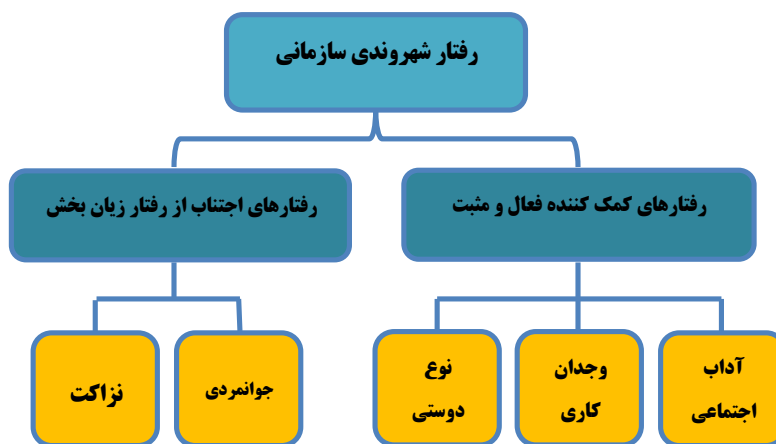 رفتار شهروندی سازمانی
رفتارهای کمک کننده فعال و مثبت
رفتارهای اجتناب از رفتار زیان بخش
آداب
اجتماعی
وجدان
کاری
نوع
دوستی
جوانمردی
نزاکت